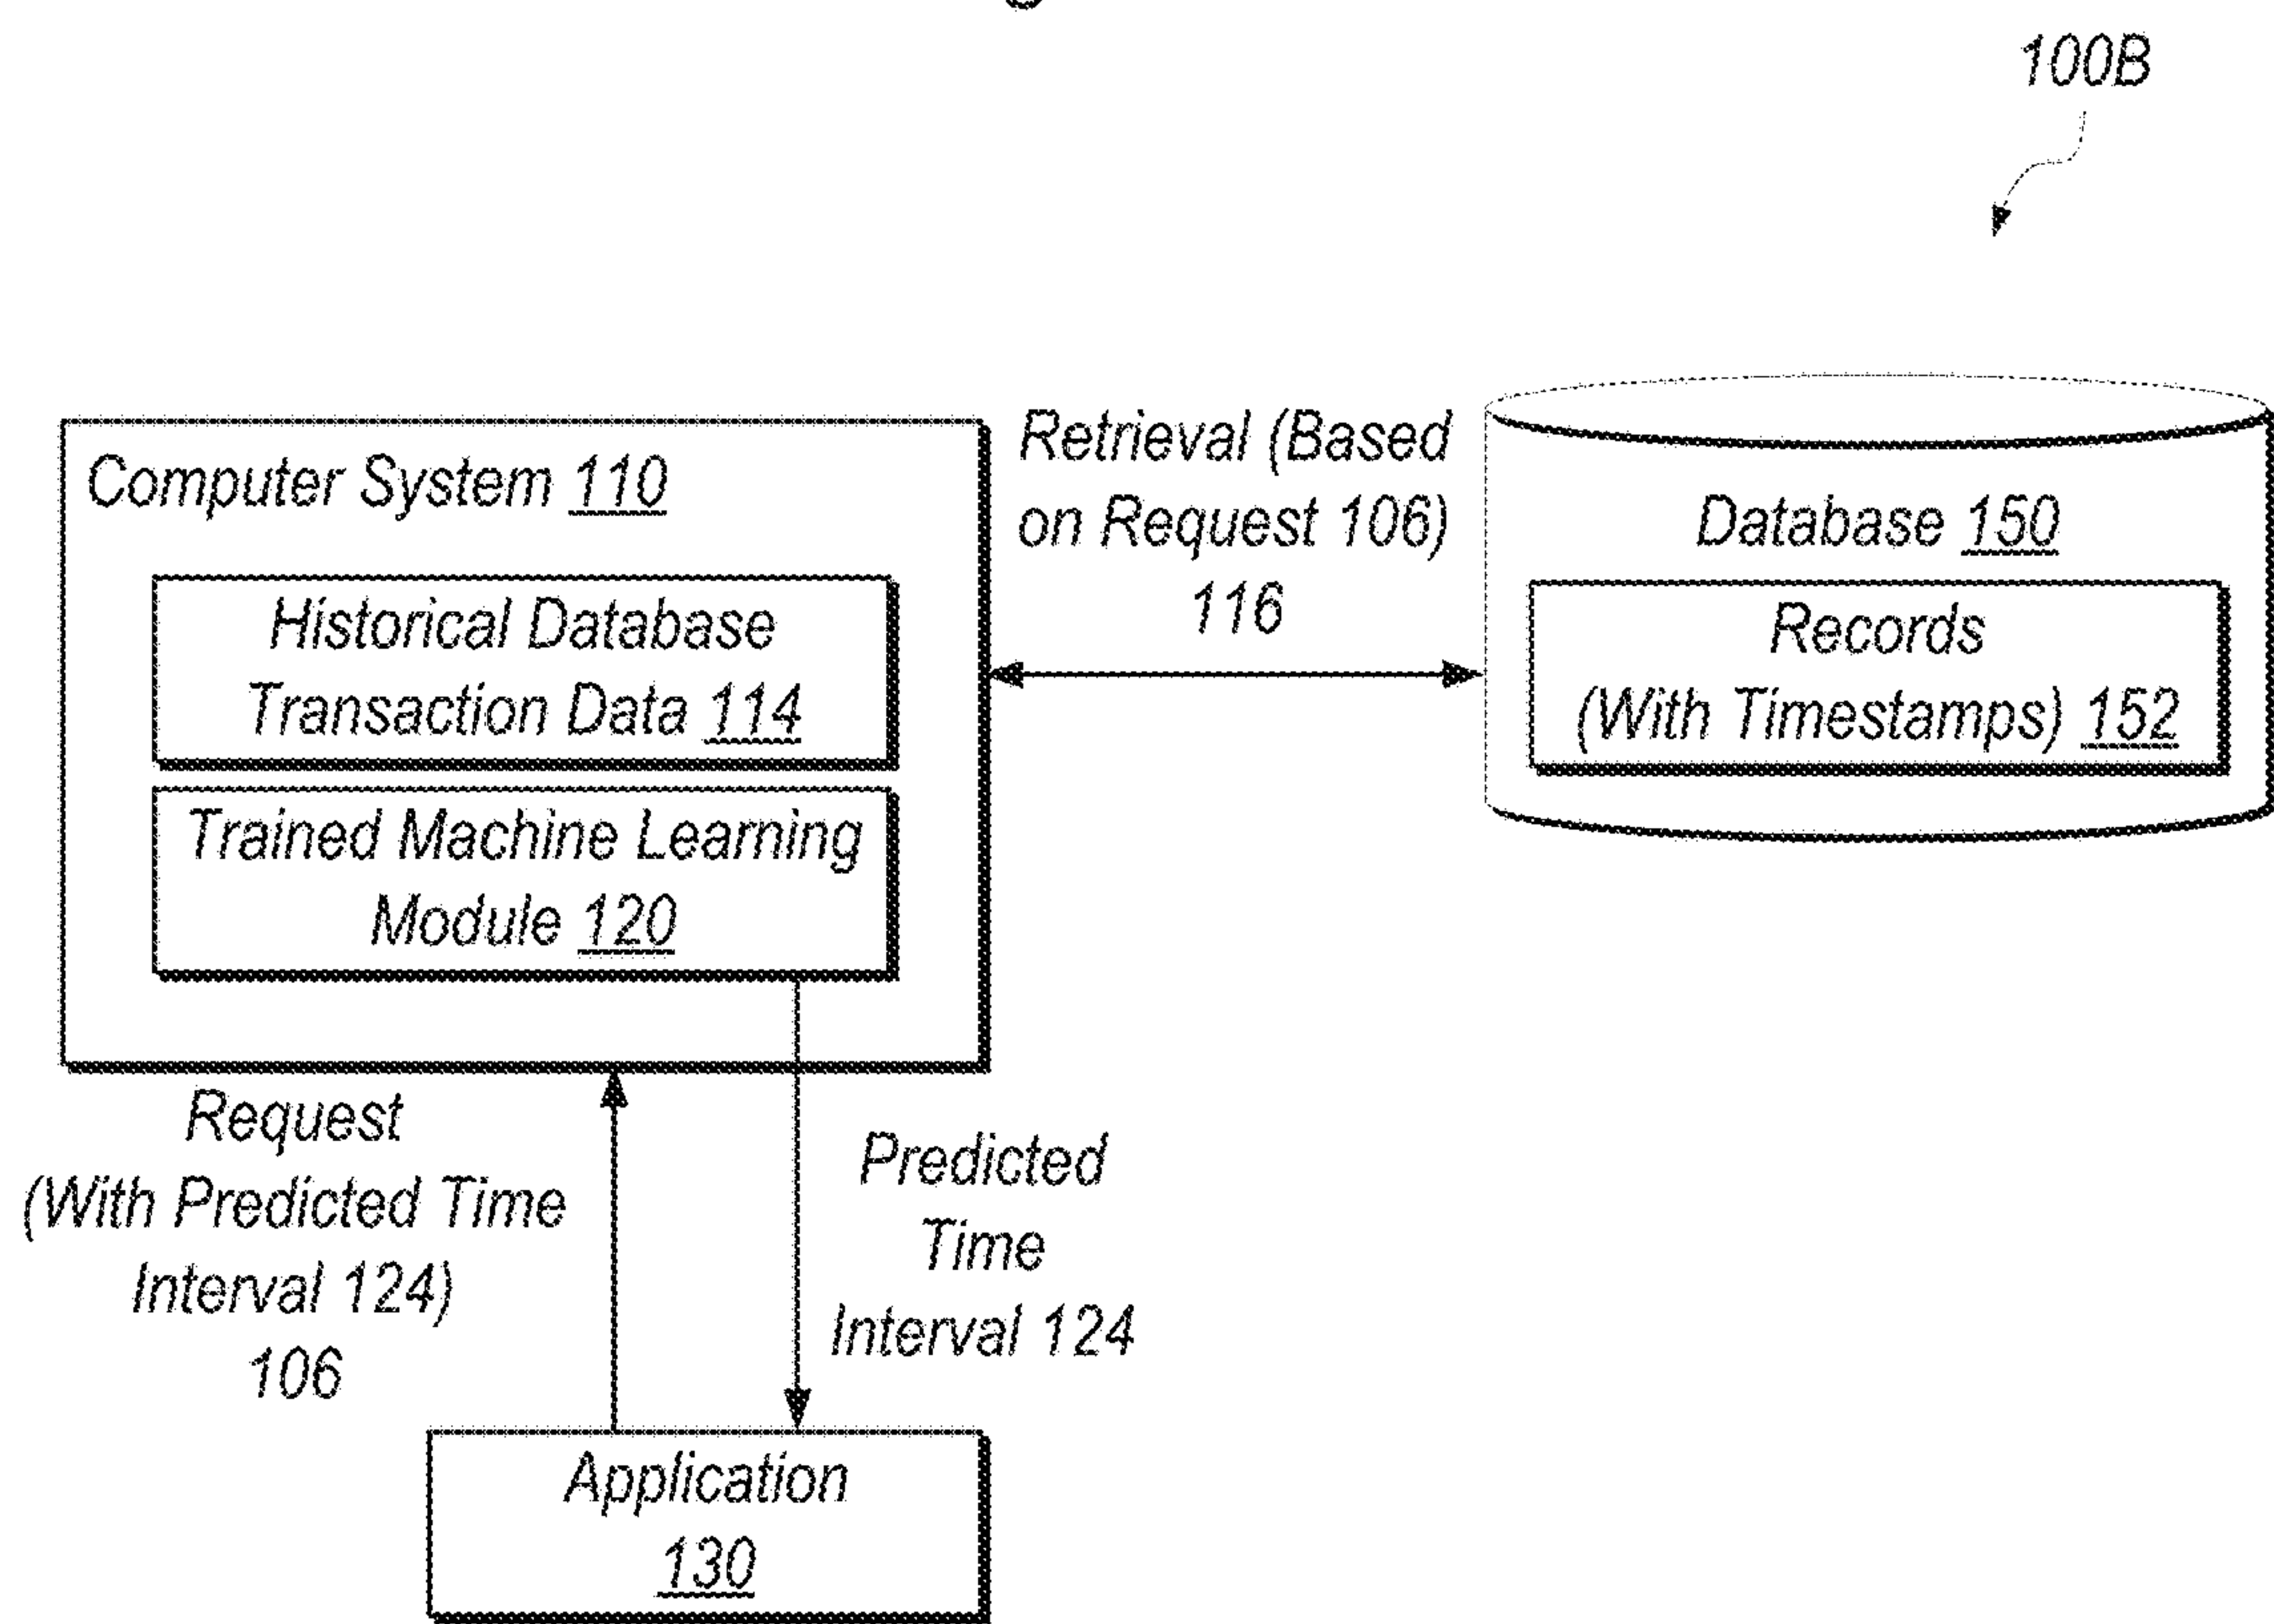 100B
Computer System 110
Historical Database
Transaction Data 114
Trained Machine Learning
Module 120
Retrieval (Based
on Request 106)
116
Database 150
Records
(With Timestamps) 152
Request
(With Predicted Time
Interval 124)
106
Predicted
Time
Interval 124
Application
130